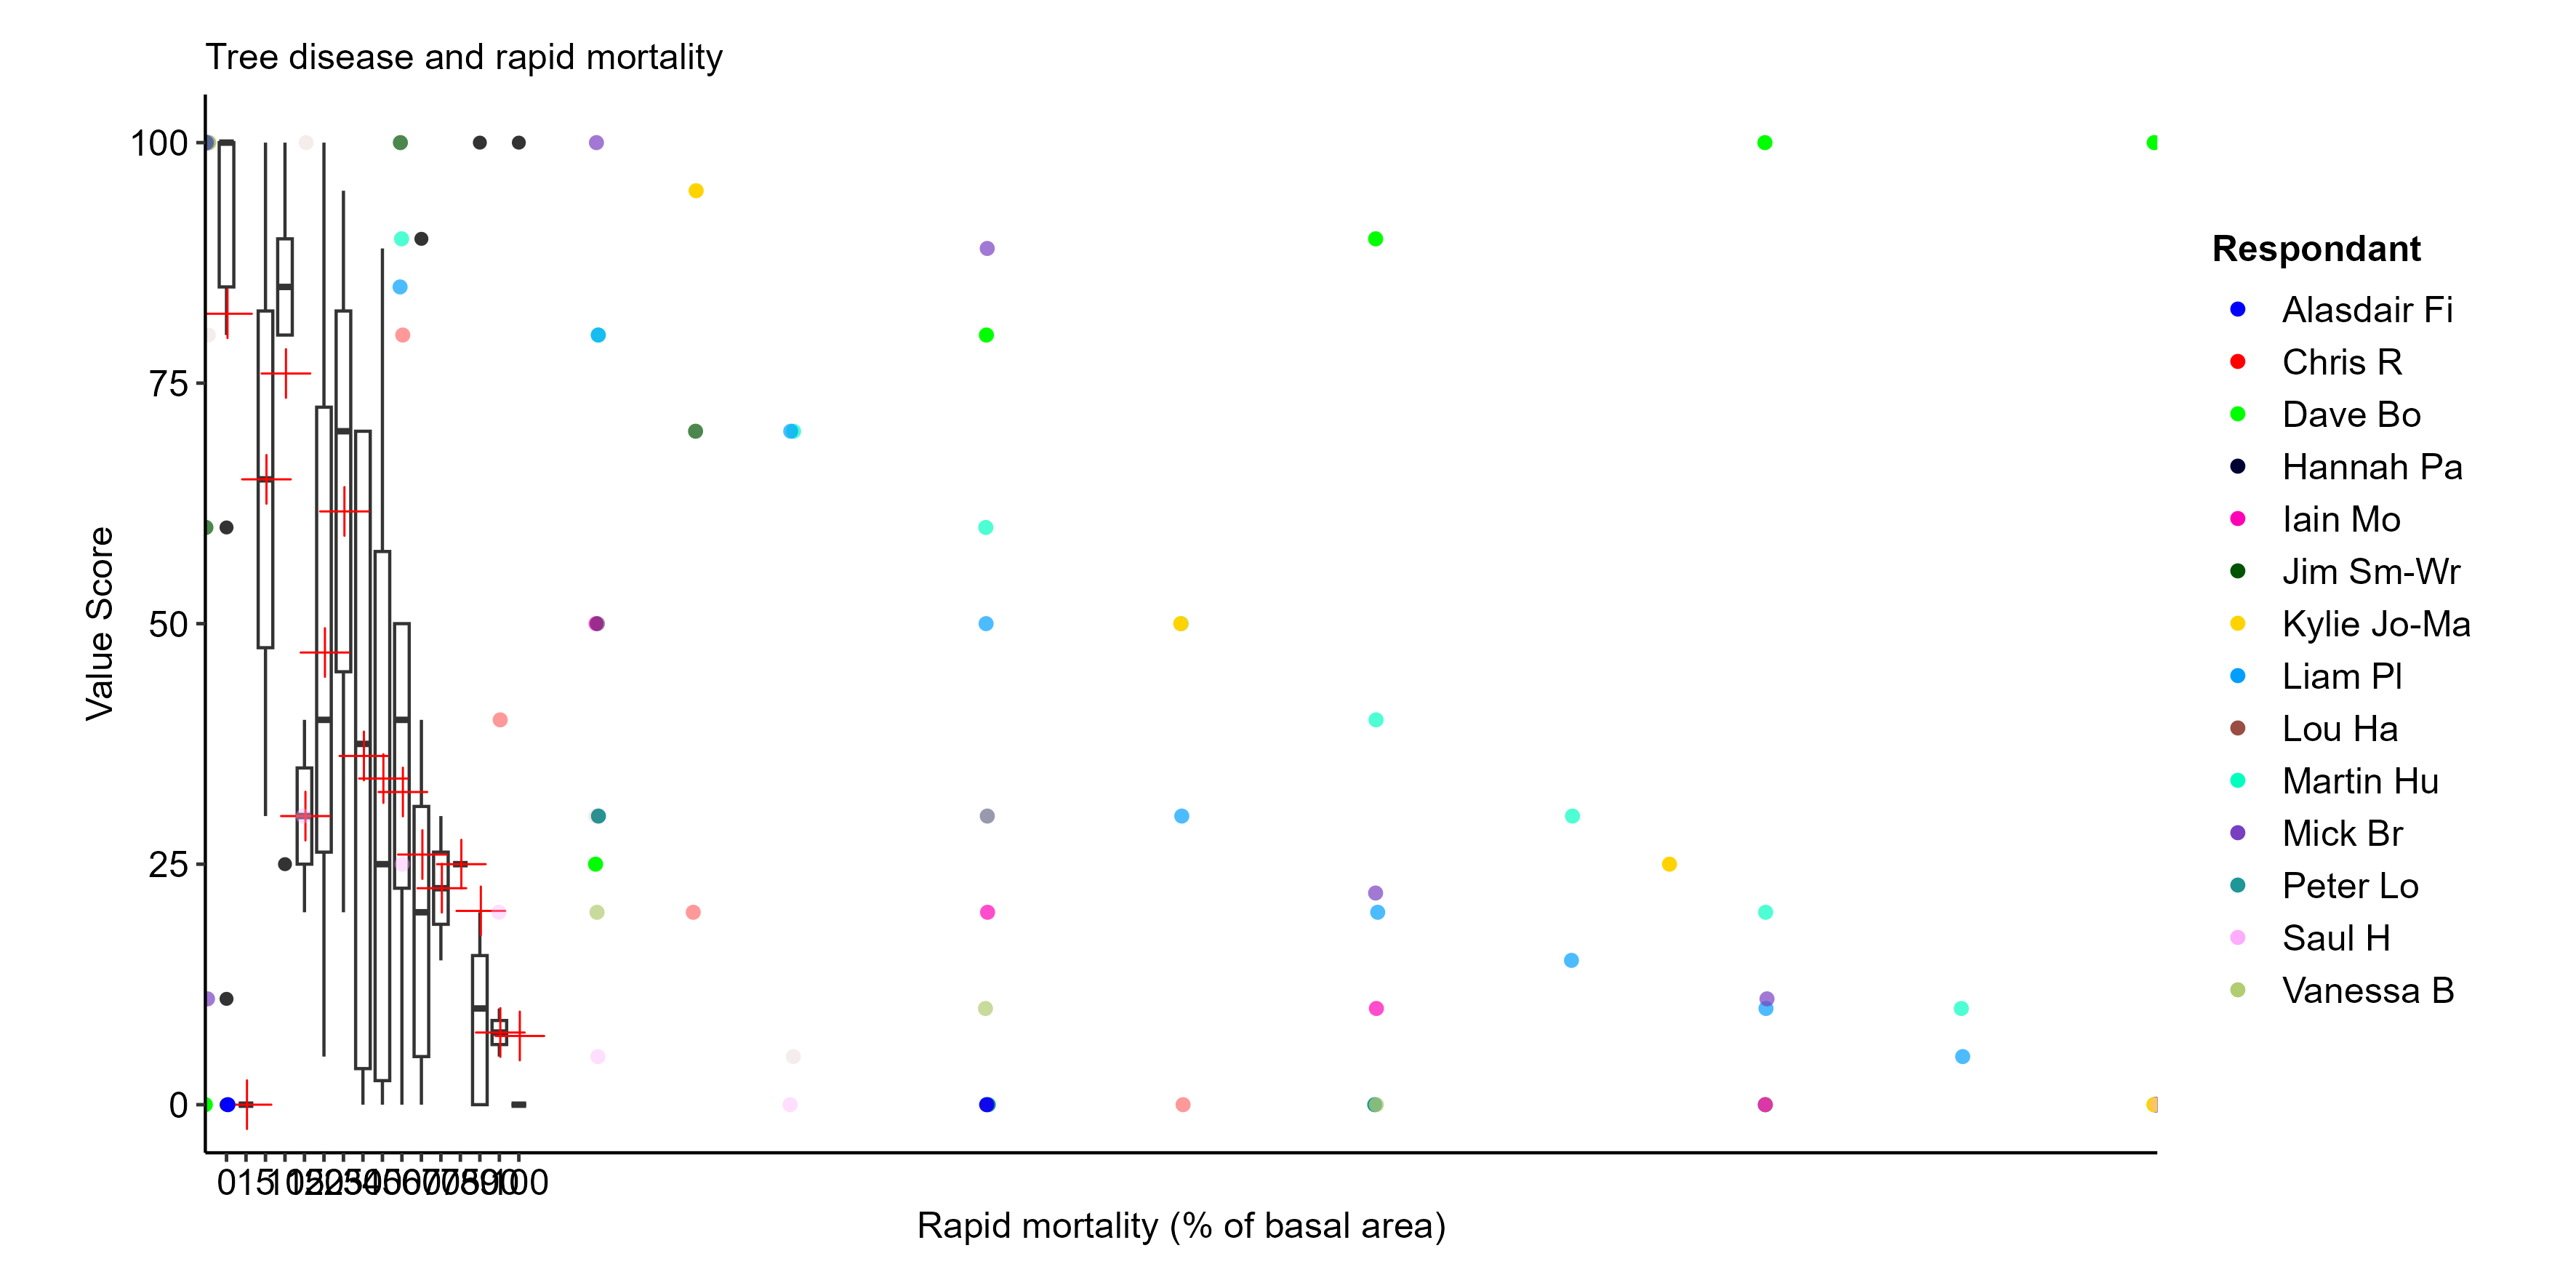 Tree disease and rapid mortality
100
75
50
25
0
Value Score
Rapid mortality (% of basal area)
Respondant
Alasdair Fi
Chris R
Dave Bo
Hannah Pa
Iain Mo
Jim Sm-Wr
Kylie Jo-Ma
Liam Pl
Lou Ha
Martin Hu
Mick Br
Peter Lo
Saul H
Vanessa B